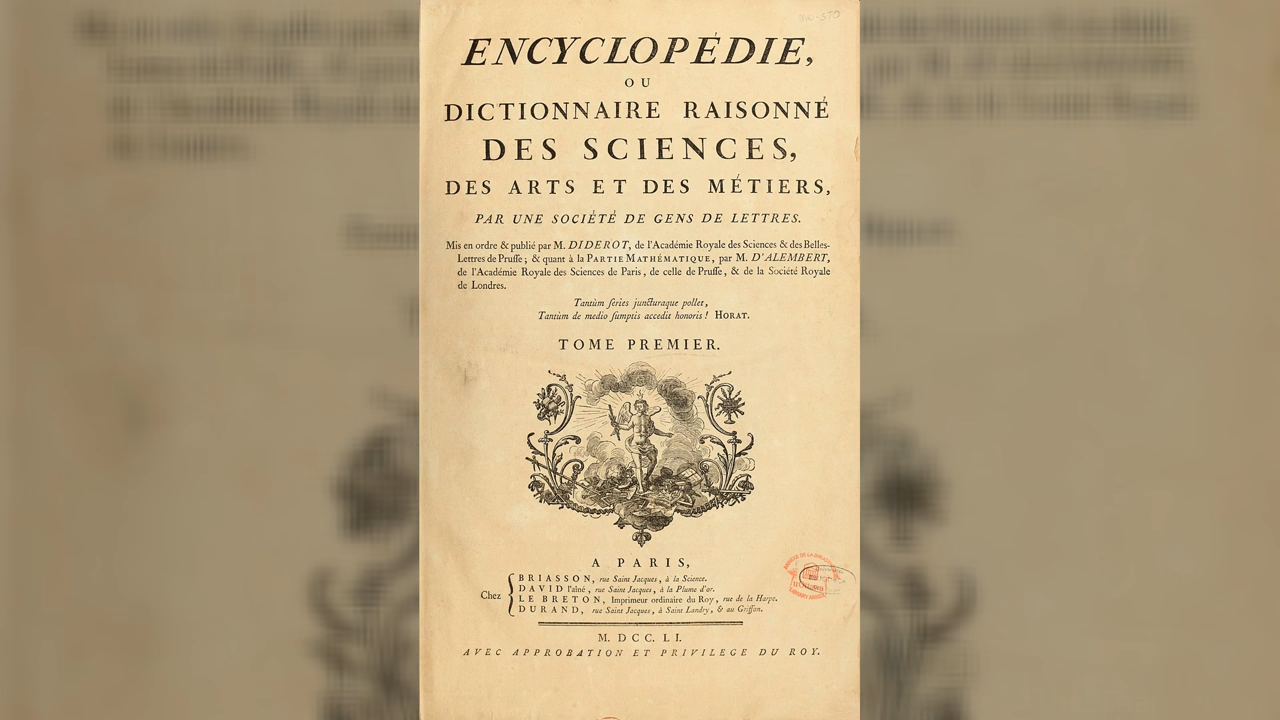 ENCYCLOPÉDIE,
OU
DICTIONNAIRE RAISONNÉ
DES SCIENCES,
DES ARTS ET DES MÉTIERS,
PAR UNE SOCIÉTÉ DE GENS DE LETTRES.
Mis en ordre & publié par M. DIDEROT, de l'Académie Royale des Sciences & des Belles-
Lettres de Prusse ; & quant à la PARTIE MATHÉMATIQUE, par M. D'ALEMBERT,
de l'Académie Royale des Sciences de Paris, de celle de Prusse, & de la Société Royale
de Londres.
Tantùm ſeries juncturaque pollet,
Tantùm de medio ſumptis accedit honoris ! HORAT.
TOME PREMIER.
A PARIS,
Chez
BRIASSON, rue Saint Jacques, à la Science.
DAVID l'aîné, rue Saint Jacques, à la Plume d'or.
LE BRETON, Imprimeur ordinaire du Roy, rue de la Harpe.
DURAND, rue Saint Jacques, à Saint Landry, & au Griffon.
M. DCC. LI.
AVEC APPROBATION ET PRIVILEGE DU ROY.